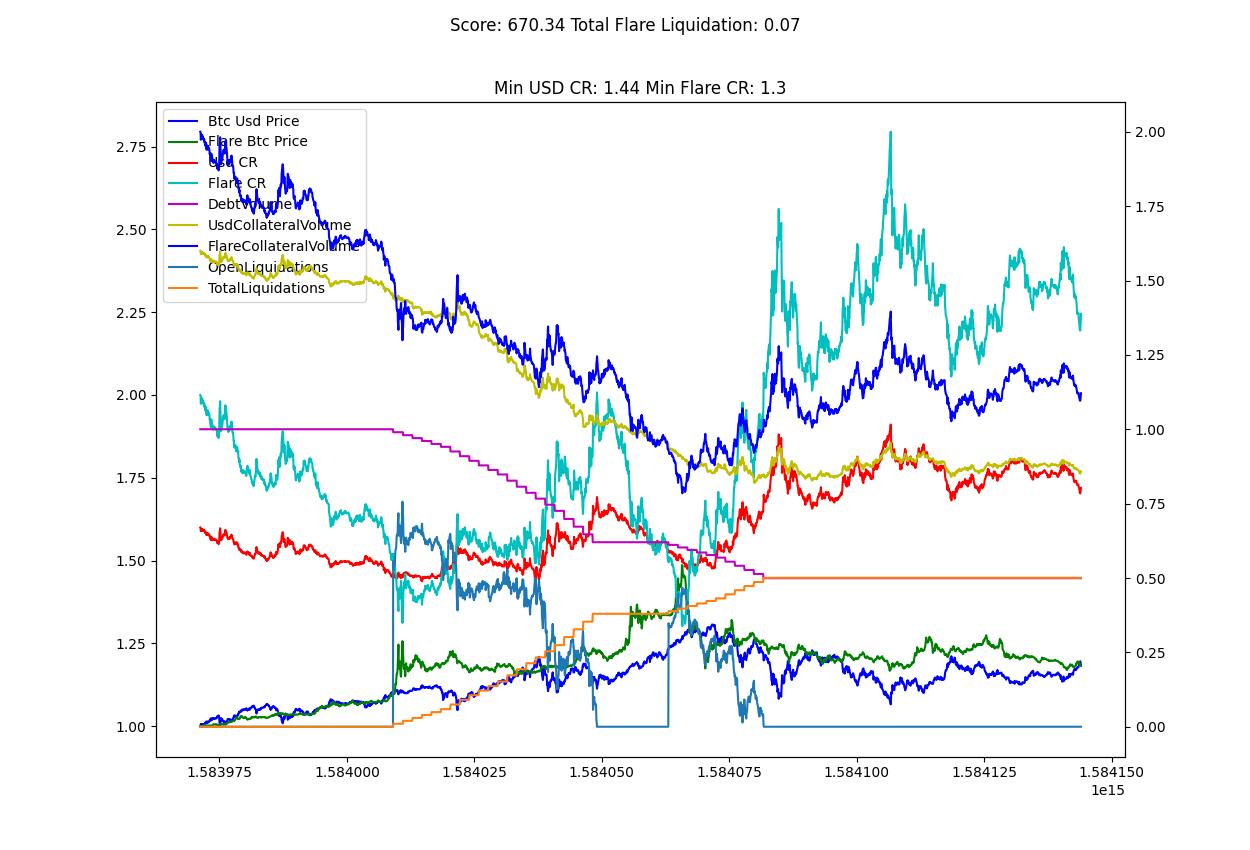 Score: 670.34 Total Flare Liquidation: 0.07
Min USD CR: 1.44 Min Flare CR: 1.3
Btc Usd Price
Flare Btc Price
Usd CR
Flare CR
DebtVolume
UsdCollateralVolume
FlareCollateralVolume
OpenLiquidations
TotalLiquidations
2.75
2.50
2.25
2.00
1.75
1.50
1.25
1.00
2.00
1.75
1.50
1.25
1.00
0.75
0.50
0.25
0.00
1.583975 1.584000 1.584025 1.584050 1.584075 1.584100 1.584125 1.584150
1e15